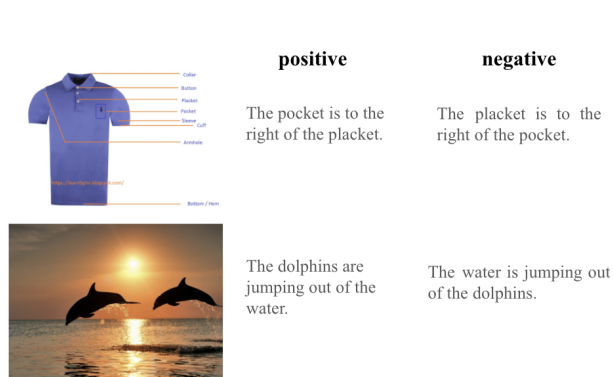 positive
negative
Collar
Button
Placket
Pocket
Sleeve
Cuff
Armhole
Bottom / Hem
The pocket is to the
right of the placket.
The placket is to the
right of the pocket.
The dolphins are
jumping out of the
water.
The water is jumping out
of the dolphins.